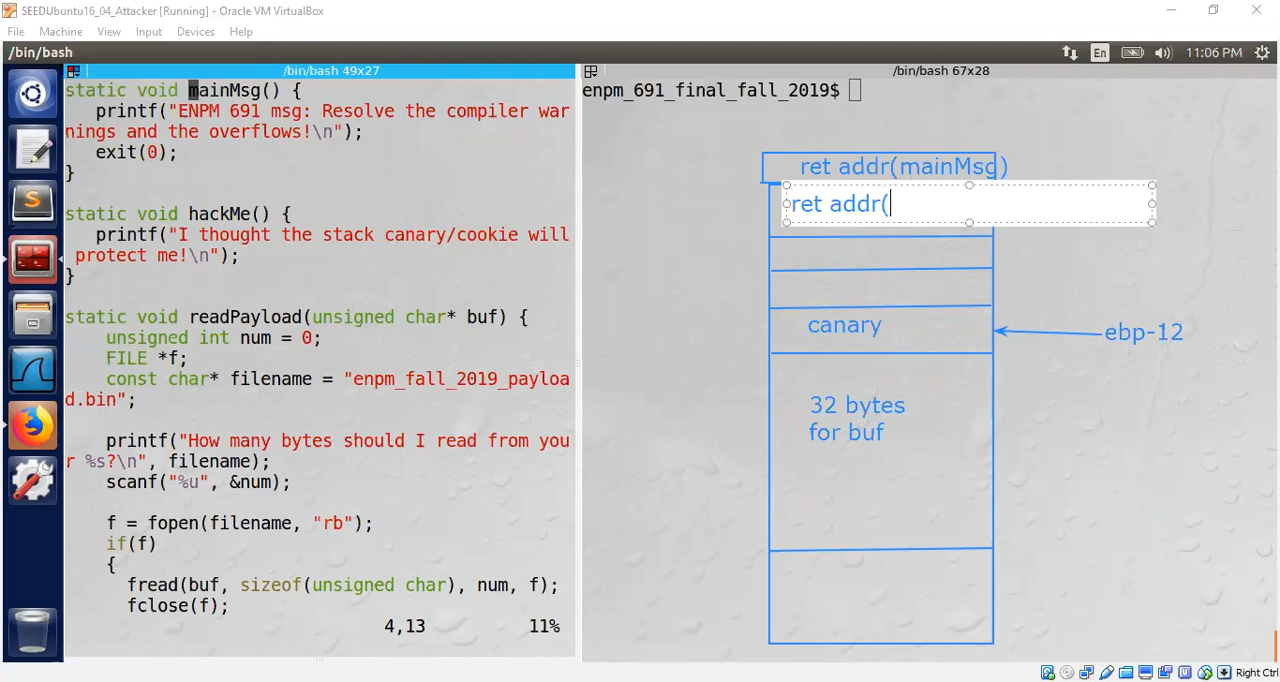 SEEDUbuntu16_04_Attacker [Running] - Oracle VM VirtualBox
File Machine View Input Devices Help
/bin/bash
En
11:06 PM
/bin/bash 49x27
/bin/bash 67x28
static void mainMsg() {
printf("ENPM 691 msg: Resolve the compiler war
nings and the overflows!\n");
exit(0);
}
static void hackMe() {
printf("I thought the stack canary/cookie will
protect me!\n");
}
static void readPayload(unsigned char* buf) {
unsigned int num = 0;
FILE *f;
const char* filename = "enpm_fall_2019_payloa
d.bin";
printf("How many bytes should I read from you
r %s?\n", filename);
scanf("%u", &num);
f = fopen(filename, "rb");
if(f)
{
fread(buf, sizeof(unsigned char), num, f);
fclose(f);
4,13 11%
enpm_691_final_fall_2019$
ret addr(mainMsg)
ret addr(
canary
ebp-12
32 bytes
for buf
Right Ctrl